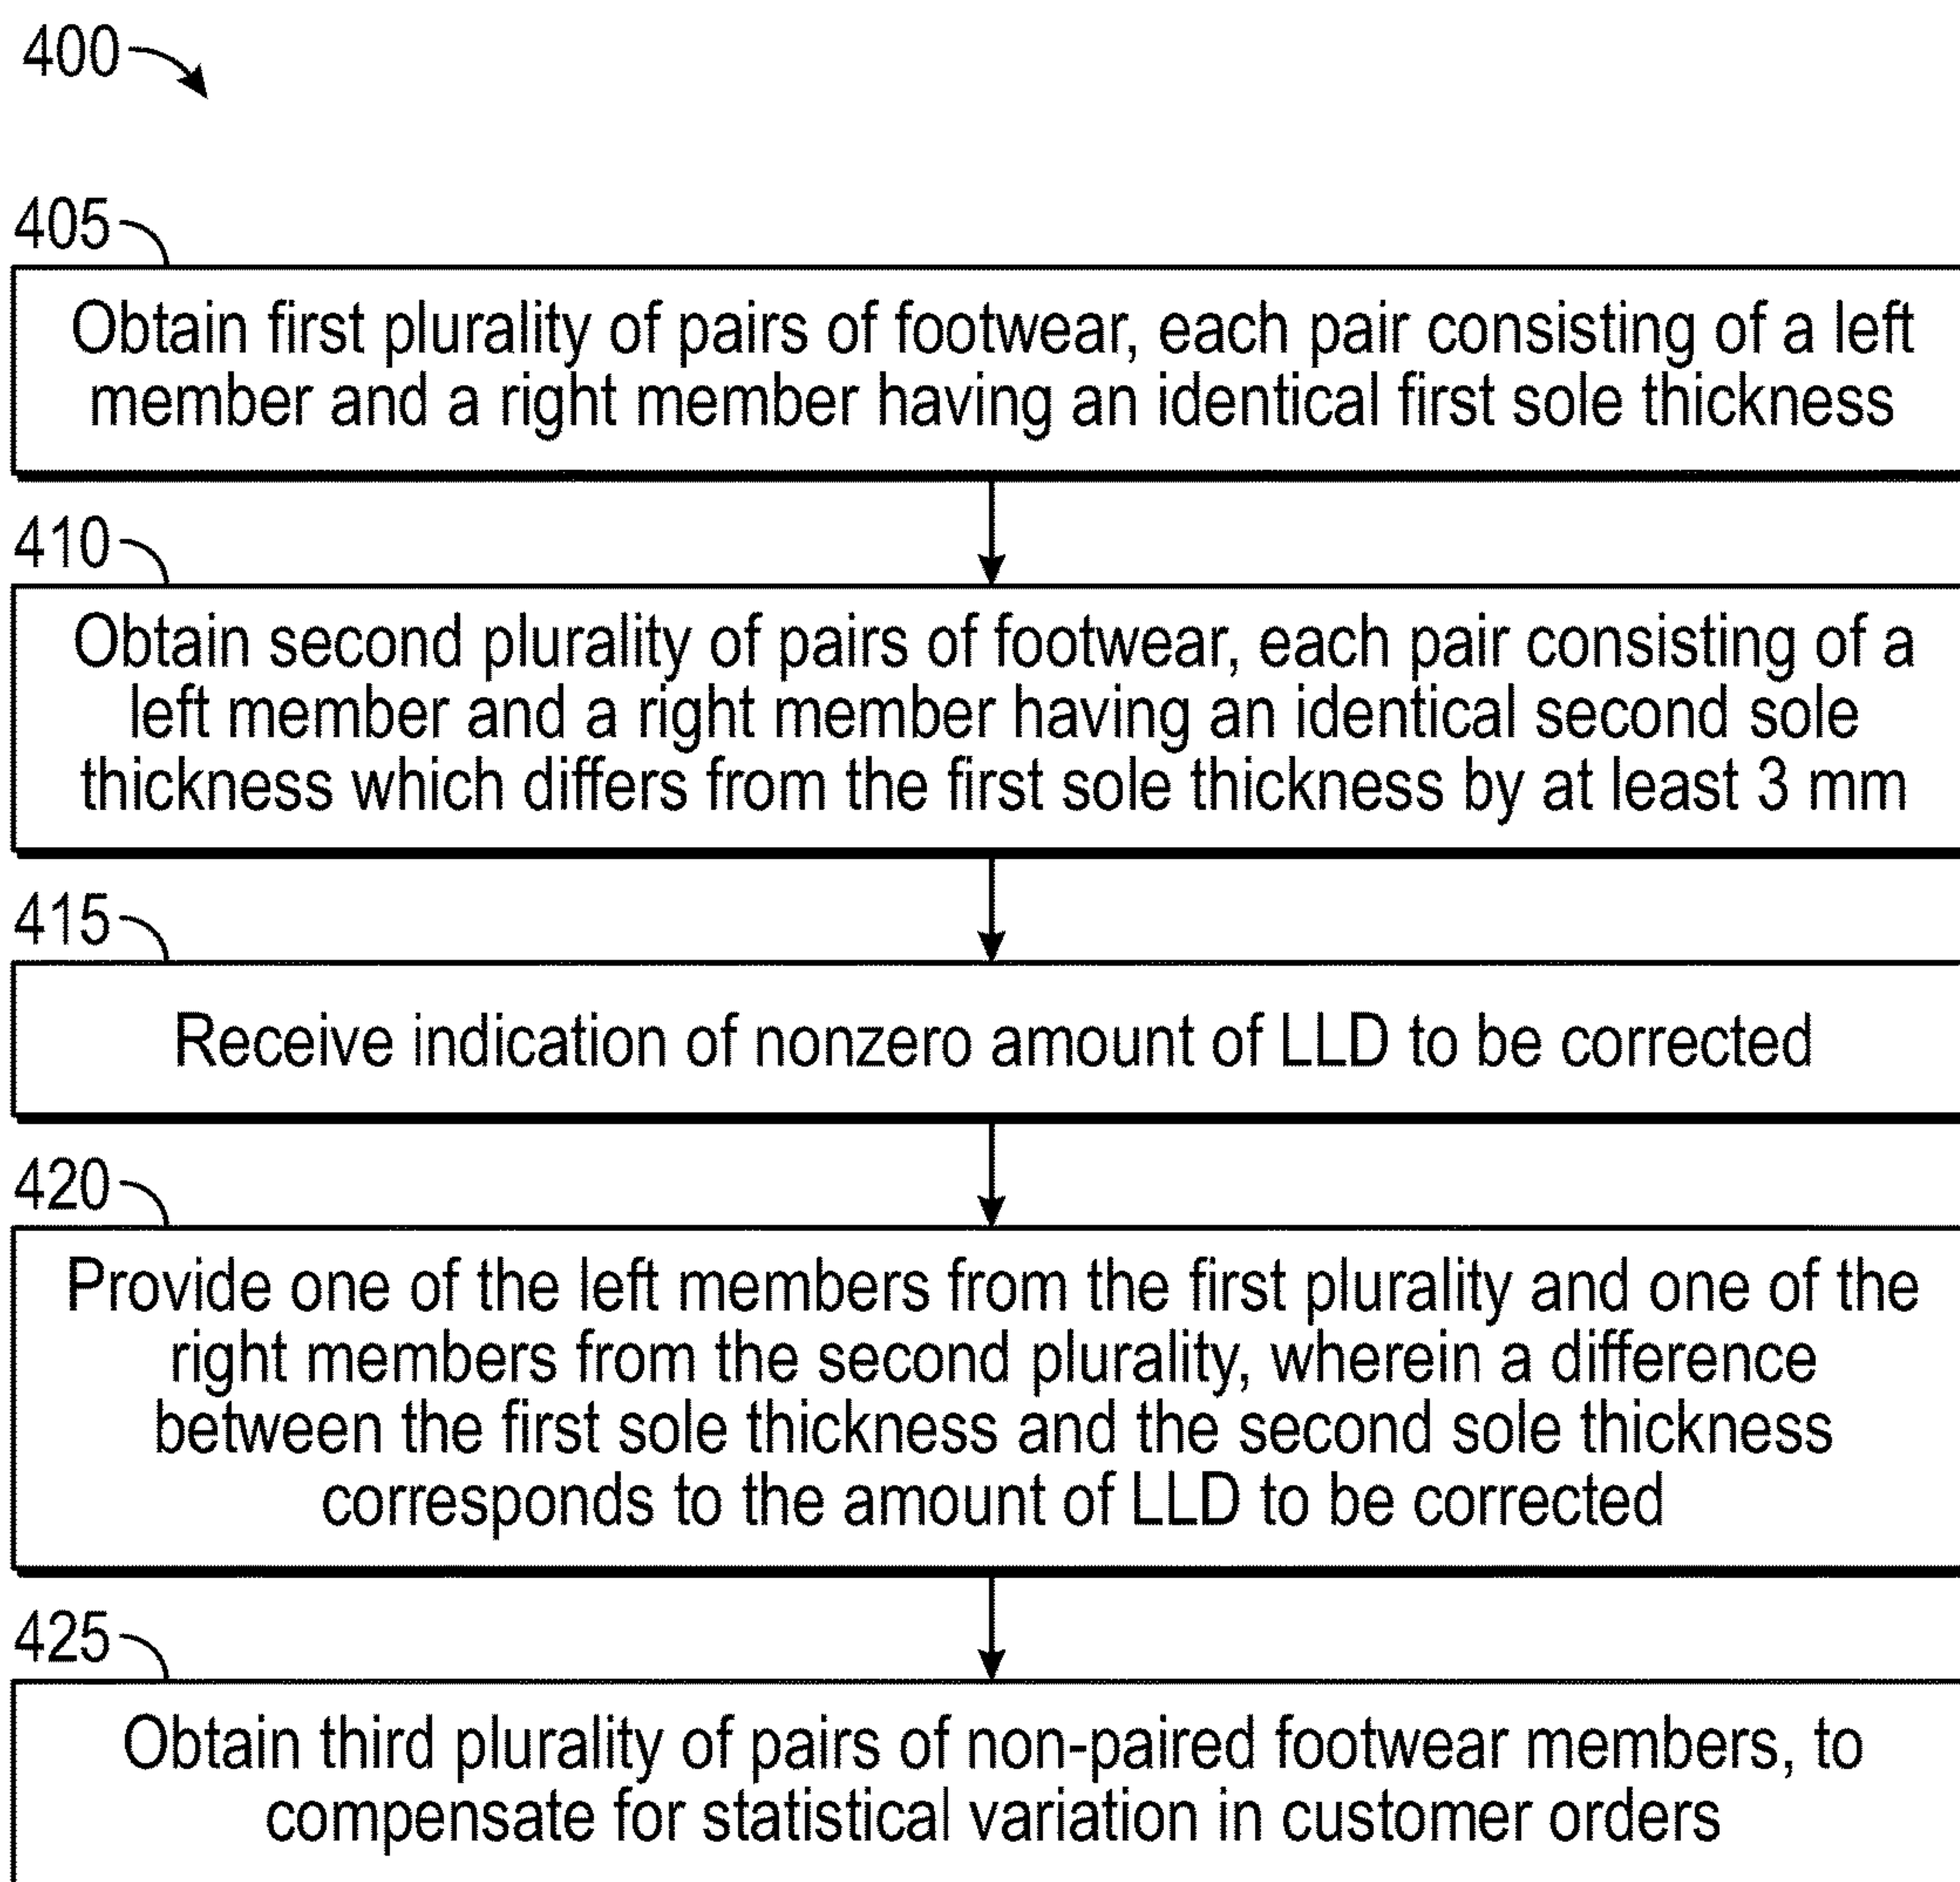 400
405
Obtain first plurality of pairs of footwear, each pair consisting of a left
member and a right member having an identical first sole thickness
410
Obtain second plurality of pairs of footwear, each pair consisting of a
left member and a right member having an identical second sole
thickness which differs from the first sole thickness by at least 3 mm
415
Receive indication of nonzero amount of LLD to be corrected
420
Provide one of the left members from the first plurality and one of the
right members from the second plurality, wherein a difference
between the first sole thickness and the second sole thickness
corresponds to the amount of LLD to be corrected
425
Obtain third plurality of pairs of non-paired footwear members, to
compensate for statistical variation in customer orders